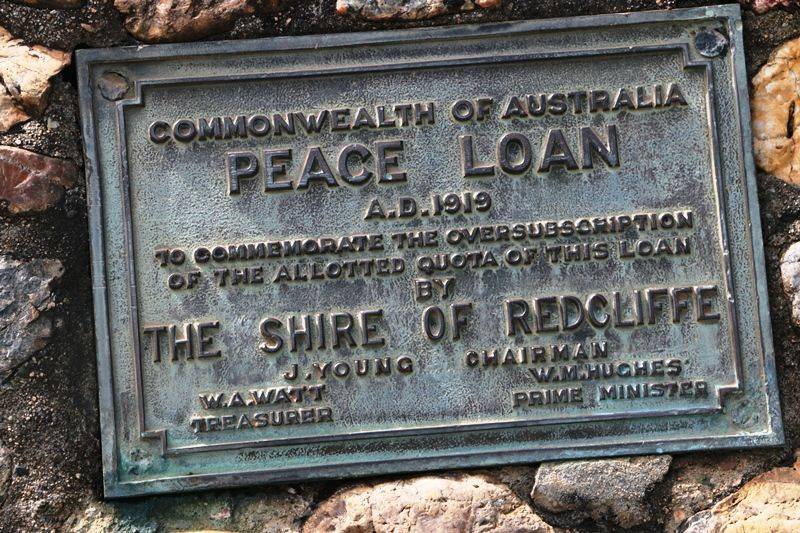 COMMONWEALTH OF AUSTRALIA
PEACE LOAN
A.D. 1919
TO COMMEMORATE THE OVERSUBSCRIPTION
OF THE ALLOTTED QUOTA OF THIS LOAN
BY
THE SHIRE OF REDCLIFFE
J. YOUNG CHAIRMAN
W.A. WATT
TREASURER
W.M. HUGHES
PRIME MINISTER